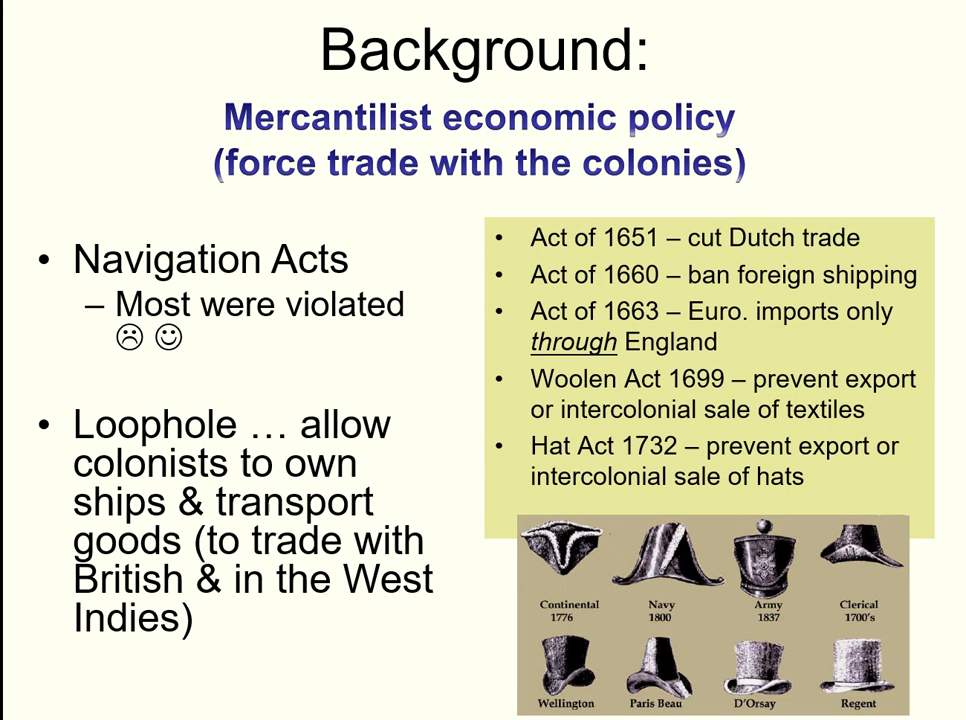 Background:
Mercantilist economic policy
(force trade with the colonies)
• Navigation Acts
– Most were violated
☹ ☺
• Loophole … allow
colonists to own
ships & transport
goods (to trade with
British & in the West
Indies)
• Act of 1651 – cut Dutch trade
• Act of 1660 – ban foreign shipping
• Act of 1663 – Euro. imports only
through England
• Woolen Act 1699 – prevent export
or intercolonial sale of textiles
• Hat Act 1732 – prevent export or
intercolonial sale of hats
Continental Navy Army Clerical
1776 1800 1837 1700's
Wellington Paris Beau D'Orsay Regent